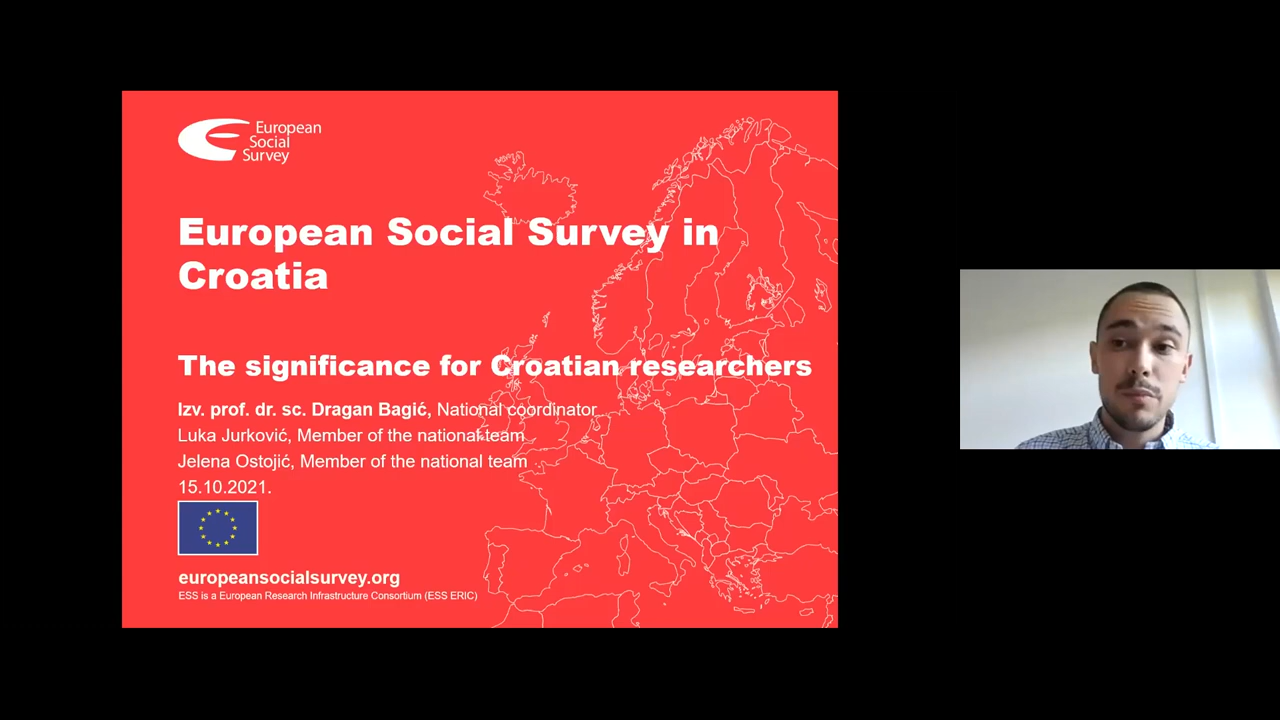 European
Social
Survey
European Social Survey in
Croatia
The significance for Croatian researchers
Izv. prof. dr. sc. Dragan Bagić, National coordinator
Luka Jurković, Member of the national team
Jelena Ostojić, Member of the national team
15.10.2021.
europeansocialsurvey.org
ESS is a European Research Infrastructure Consortium (ESS ERIC)